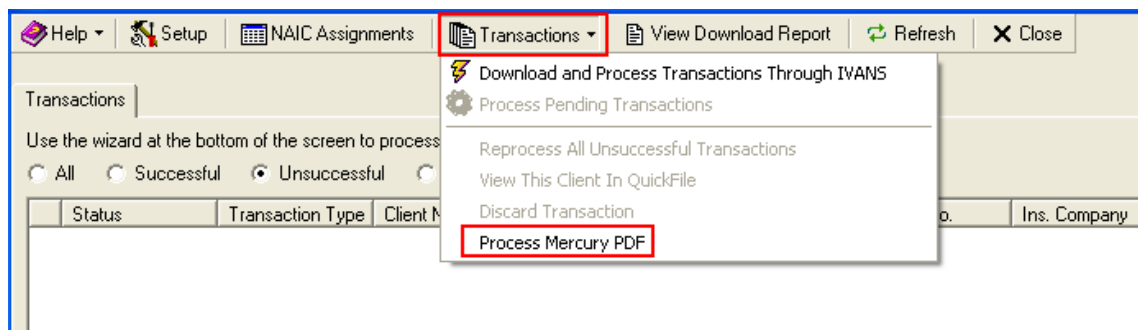 Help Setup NAIC Assignments Transactions View Download Report Refresh Close
Download and Process Transactions Through IVANS
Transactions
Process Pending Transactions
Use the wizard at the bottom of the screen to process
Reprocess All Unsuccessful Transactions
All Successful Unsuccessful
View This Client In QuickFile
Discard Transaction
Status Transaction Type Client o. Ins. Company
Process Mercury PDF